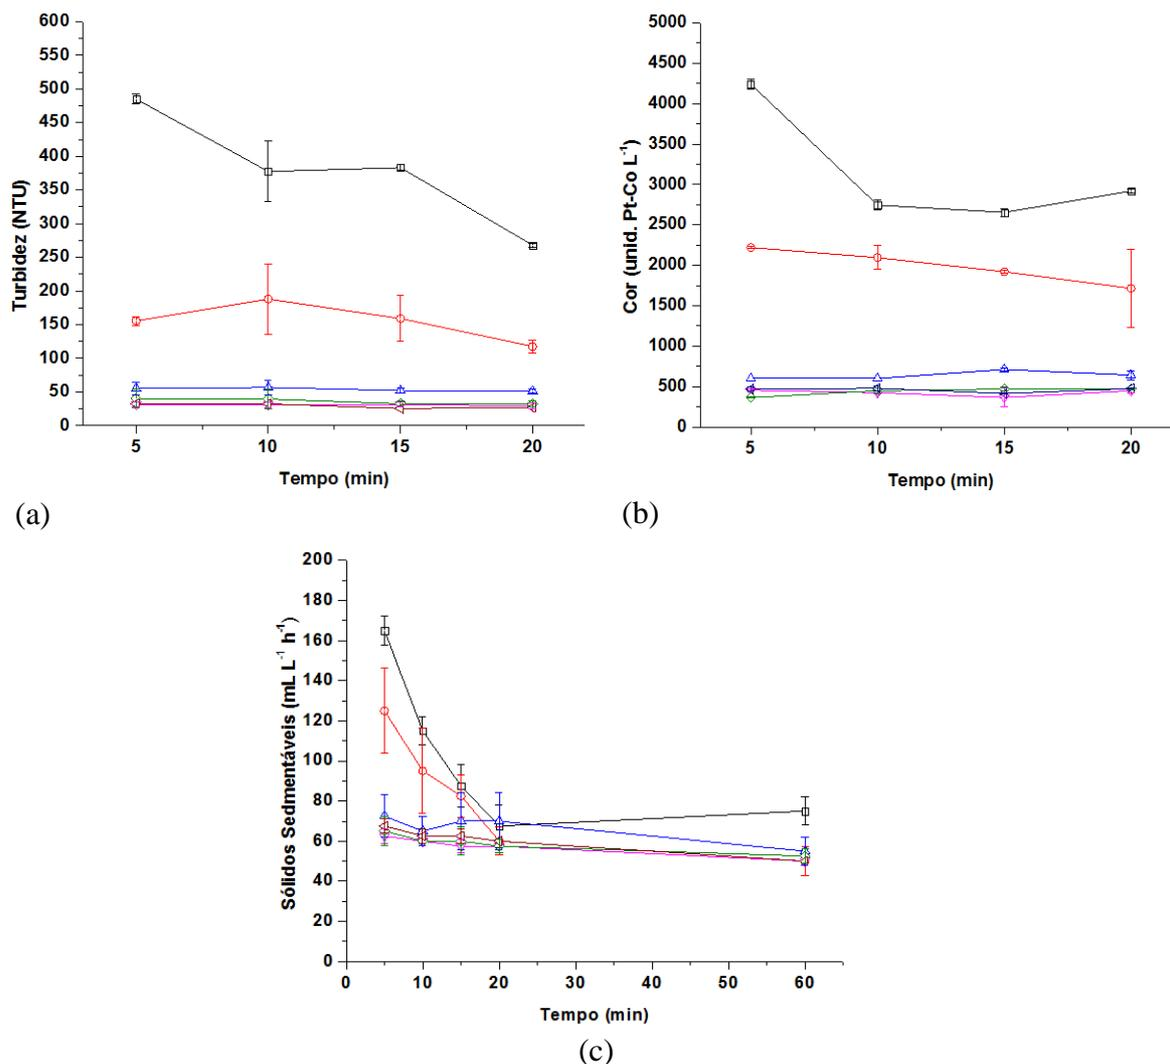 600
550
500
450
400
350
300
250
200
150
100
50
0
Turbidez (NTU)
5 10 15 20
Tempo (min)
(a)
5000
4500
4000
3500
3000
2500
2000
1500
1000
500
0
Cor (unid. Pt-Co L⁻¹)
5 10 15 20
Tempo (min)
(b)
200
180
160
140
120
100
80
60
40
20
0
Sólidos Sedmentáveis (mL L⁻¹ h⁻¹)
0 10 20 30 40 50 60
Tempo (min)
(c)